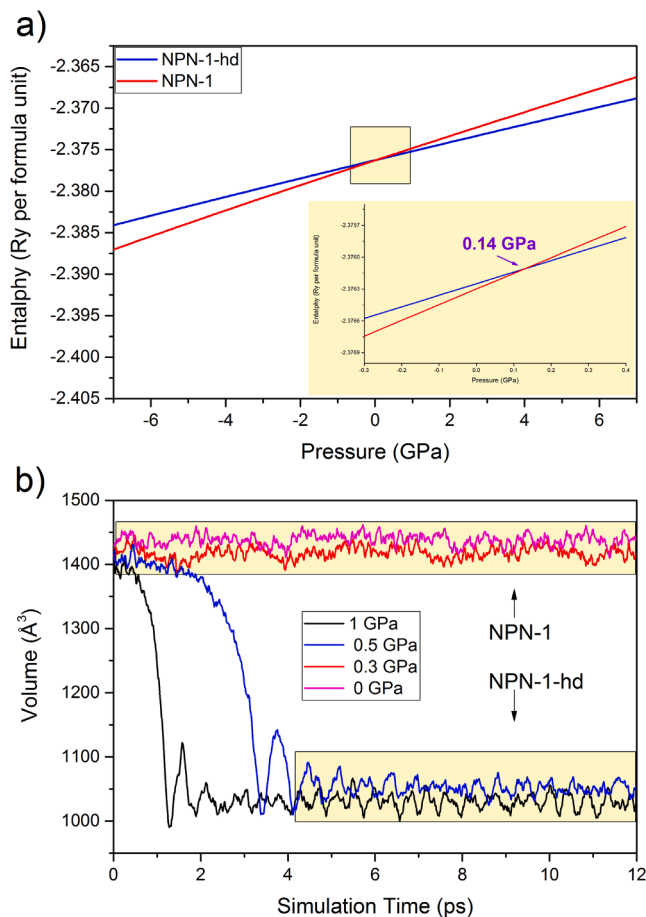 a)
NPN-1-hd
NPN-1
Entalphy (Ry per formula unit)
-2.365
-2.370
-2.375
-2.380
-2.385
-2.390
-2.395
-2.400
-2.405
-6
-4
-2
0
2
4
6
Pressure (GPa)
0.14 GPa
Entalphy (Ry per formula unit)
-2.3757
-2.3760
-2.3763
-2.3766
-2.3769
-0.3
-0.2
-0.1
0.0
0.1
0.2
0.3
0.4
Pressure (GPa)
b)
Volume (Å³)
1500
1400
1300
1200
1100
1000
1 GPa
0.5 GPa
0.3 GPa
0 GPa
NPN-1
NPN-1-hd
0
2
4
6
8
10
12
Simulation Time (ps)